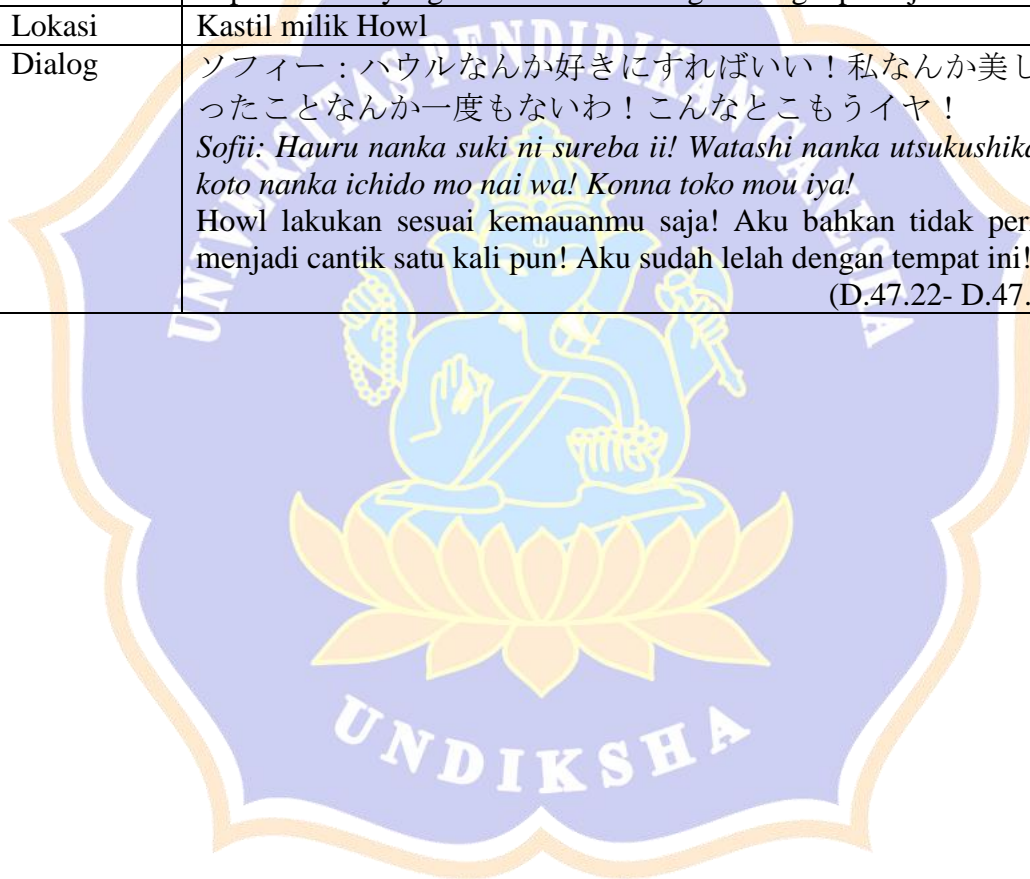 Lokasi Kastil milik Howl
Dialog ソフィー：ハウルなんか好きにすればいい！私なんか美し
ったことなんか一度もないわ！こんなとこもうイヤ！
Sofii: Hauru nanka suki ni sureba ii! Watashi nanka utsukushika
koto nanka ichido mo nai wa! Konna toko mou iya!
Howl lakukan sesuai kemauanmu saja! Aku bahkan tidak per
menjadi cantik satu kali pun! Aku sudah lelah dengan tempat ini!
(D.47.22- D.47.
UNIVERSITAS PENDIDIKAN GANESHA
UNDIKSHA